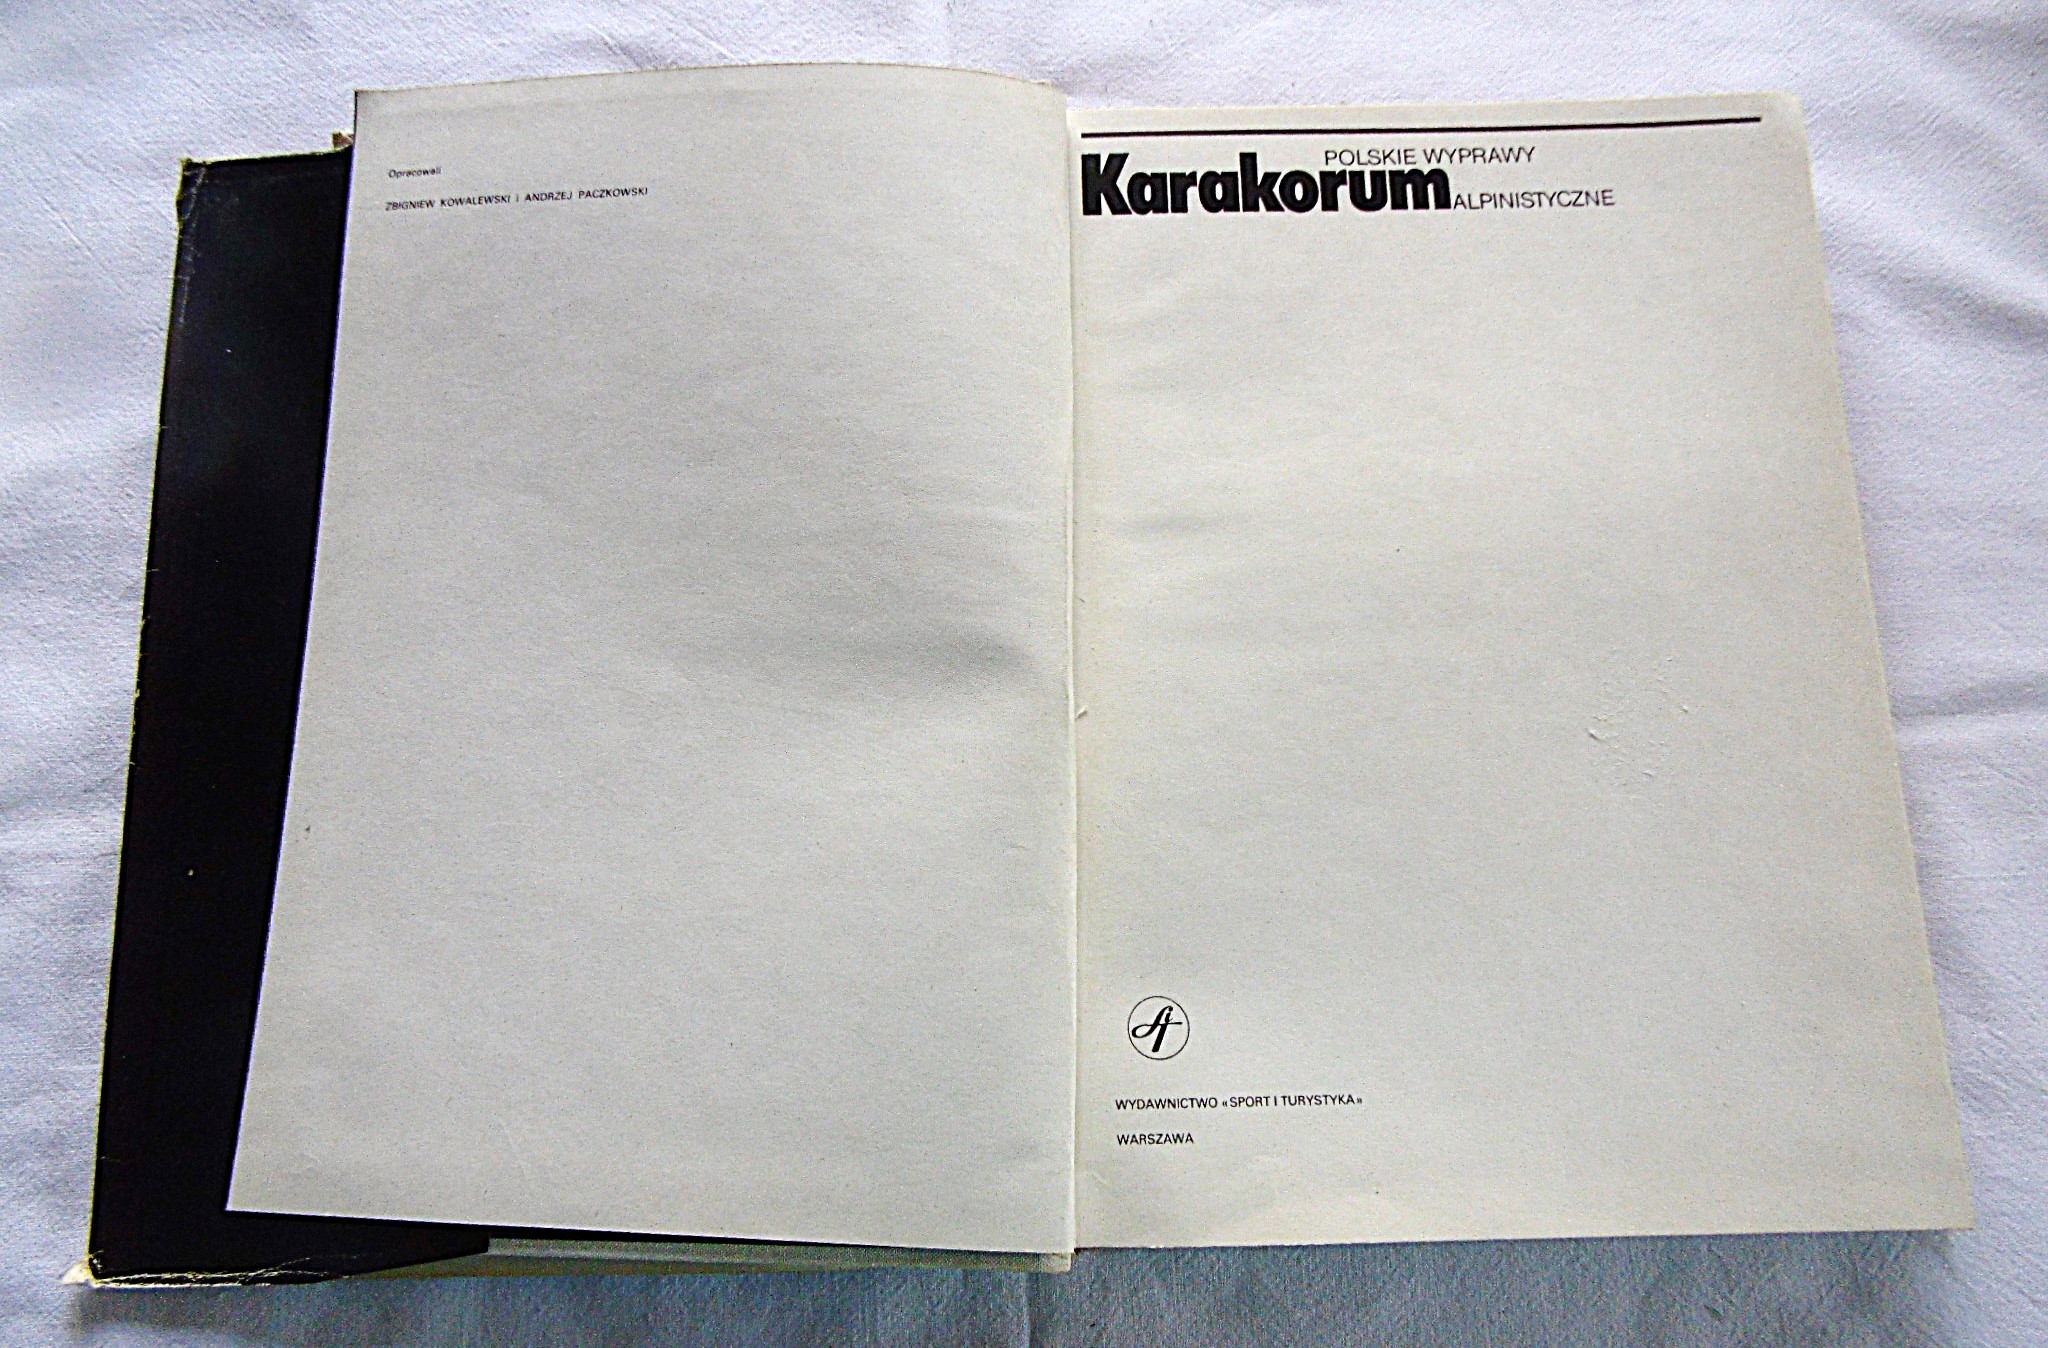 Opracowali
ZBIGNIEW KOWALEWSKI i ANDRZEJ PACZKOWSKI
POLSKIE WYPRAWY
Karakorum ALPINISTYCZNE
WYDAWNICTWO «SPORT I TURYSTYKA»
WARSZAWA